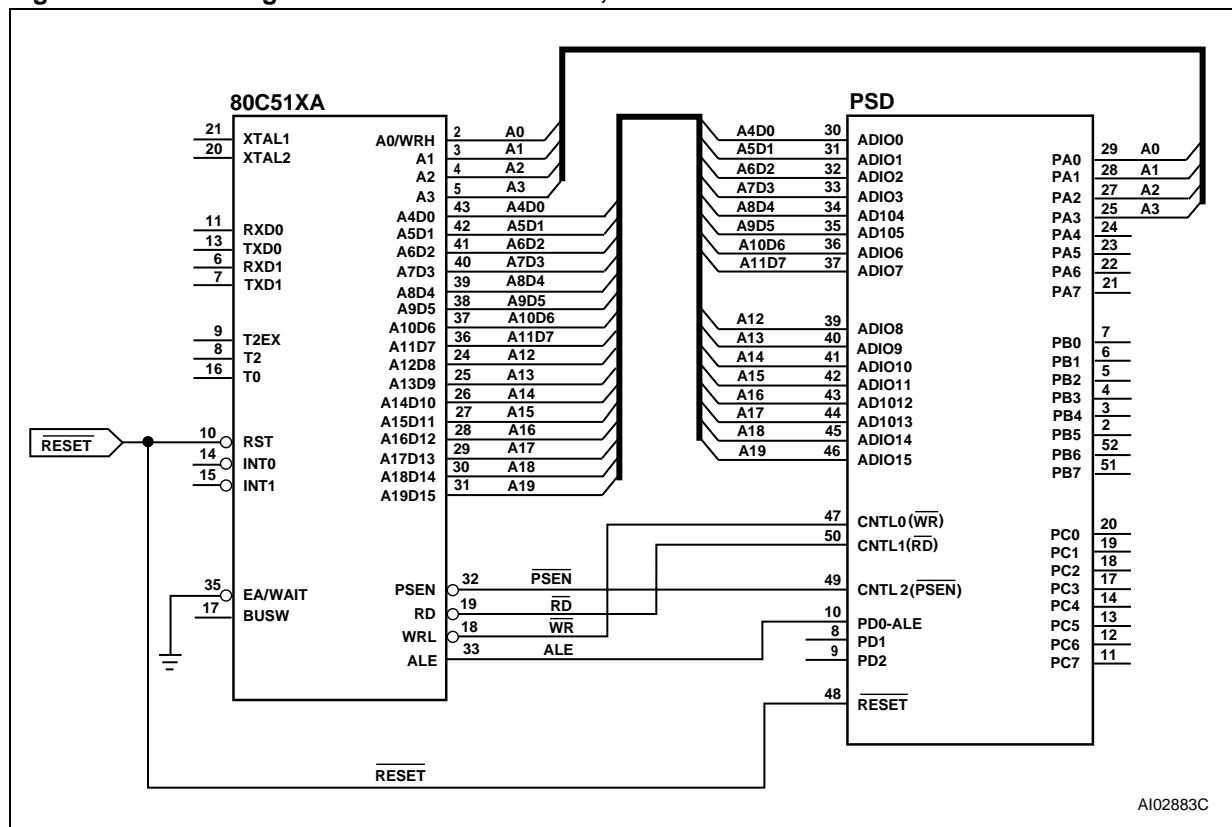 80C51XA
21 XTAL1
20 XTAL2
11 RXD0
13 TXD0
6 RXD1
7 TXD1
9 T2EX
8 T2
16 T0
RESET
10 RST
14 INT0
15 INT1
35 EA/WAIT
17 BUSW
A0/WRH 2 A0
A1 3 A1
A2 4 A2
A3 5 A3
A4D0 43 A4D0
A5D1 42 A5D1
A6D2 41 A6D2
A7D3 40 A7D3
A8D4 39 A8D4
A9D5 38 A9D5
A10D6 37 A10D6
A11D7 36 A11D7
A12D8 24 A12
A13D9 25 A13
A14D10 26 A14
A15D11 27 A15
A16D12 28 A16
A17D13 29 A17
A18D14 30 A18
A19D15 31 A19
PSEN 32 PSEN
RD 19 RD
WRL 18 WR
ALE 33 ALE
RESET
PSD
A4D0 30 ADIO0
A5D1 31 ADIO1
A6D2 32 ADIO2
A7D3 33 ADIO3
A8D4 34 AD104
A9D5 35 AD105
A10D6 36 ADIO6
A11D7 37 ADIO7
A12 39 ADIO8
A13 40 ADIO9
A14 41 ADIO10
A15 42 ADIO11
A16 43 AD1012
A17 44 AD1013
A18 45 ADIO14
A19 46 ADIO15
47 CNTL0(WR)
50 CNTL1(RD)
49 CNTL 2(PSEN)
10 PD0-ALE
8 PD1
9 PD2
48 RESET
PA0 29 A0
PA1 28 A1
PA2 27 A2
PA3 25 A3
PA4 24
PA5 23
PA6 22
PA7 21
PB0 7
PB1 6
PB2 5
PB3 4
PB4 3
PB5 2
PB6 52
PB7 51
PC0 20
PC1 19
PC2 18
PC3 17
PC4 14
PC5 13
PC6 12
PC7 11
AI02883C